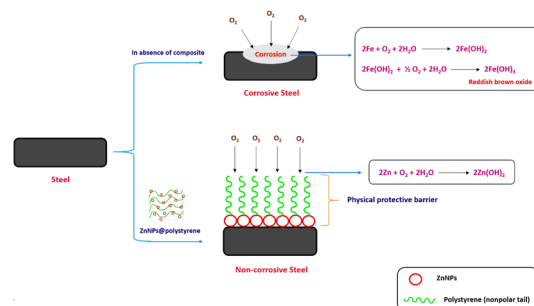 O₂
O₂
O₂
In absence of composite
Corrosion
2Fe + O₂ + 2H₂O ⟶ 2Fe(OH)₂
2Fe(OH)₂ + ½ O₂ + 2H₂O ⟶ 2Fe(OH)₃
Reddish brown oxide
Corrosive Steel
O₂ O₂ O₂ O₂
Steel
2Zn + O₂ + 2H₂O ⟶ 2Zn(OH)₂
Physical protective barrier
ZnNPs@polystyrene
Non-corrosive Steel
ZnNPs
Polystyrene (nonpolar tail)